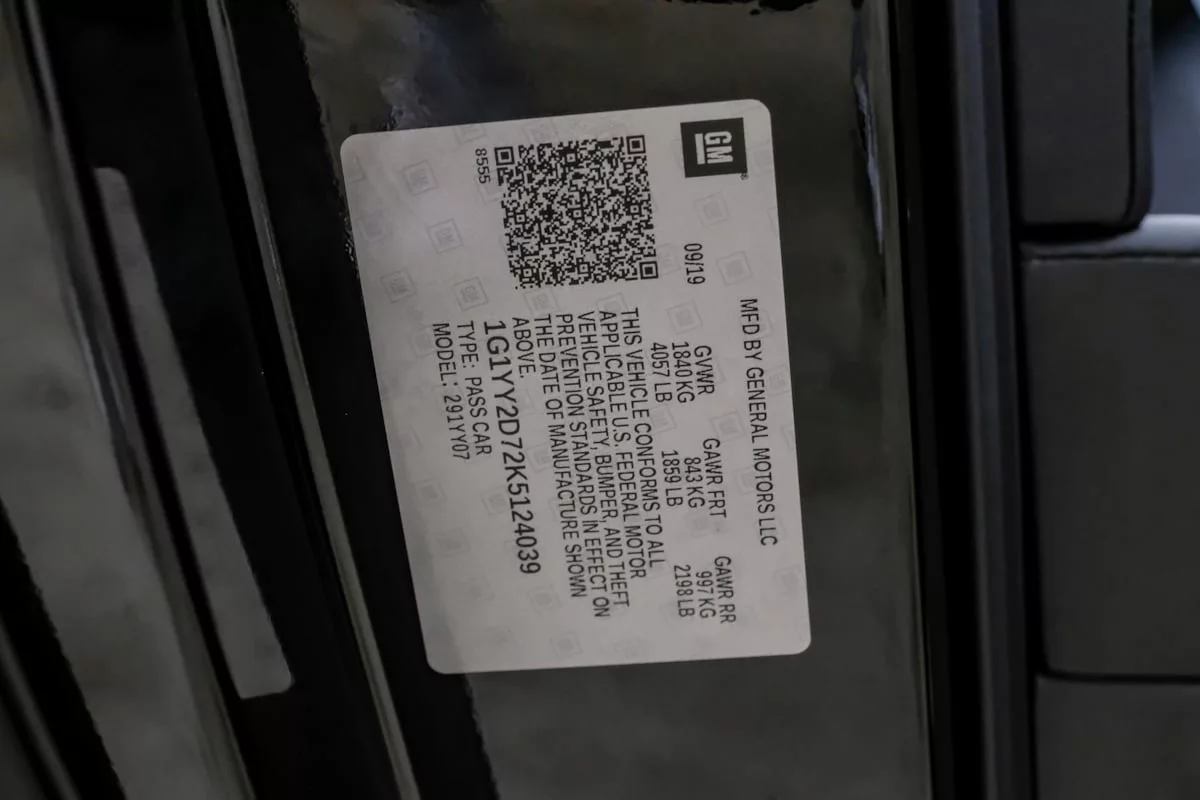 GM
MFD BY GENERAL MOTORS LLC
09/19
GVWR GAWR FRT GAWR RR
1840 KG 843 KG 997 KG
4057 LB 1859 LB 2198 LB
THIS VEHICLE CONFORMS TO ALL
APPLICABLE U.S. FEDERAL MOTOR
VEHICLE SAFETY, BUMPER, AND THEFT
PREVENTION STANDARDS IN EFFECT ON
THE DATE OF MANUFACTURE SHOWN
ABOVE.
1G1YY2D72K5124039
TYPE: PASS CAR
MODEL: 291YY07
8555